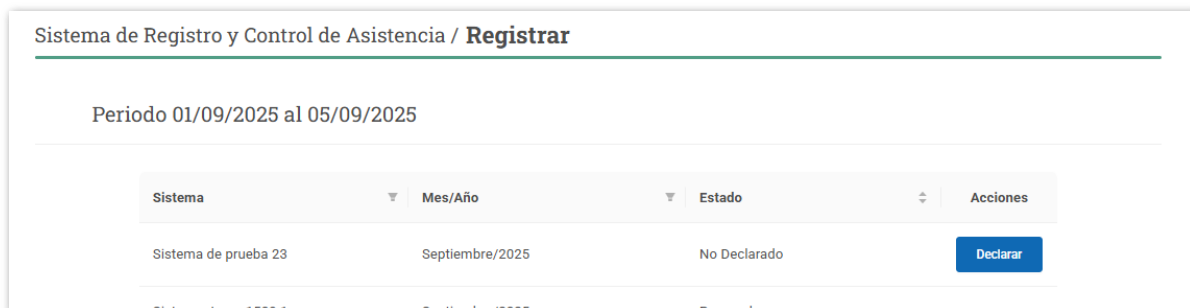 Sistema de Registro y Control de Asistencia / Registrar
Periodo 01/09/2025 al 05/09/2025
Sistema Mes/Año Estado Acciones
Sistema de prueba 23 Septiembre/2025 No Declarado Declarar